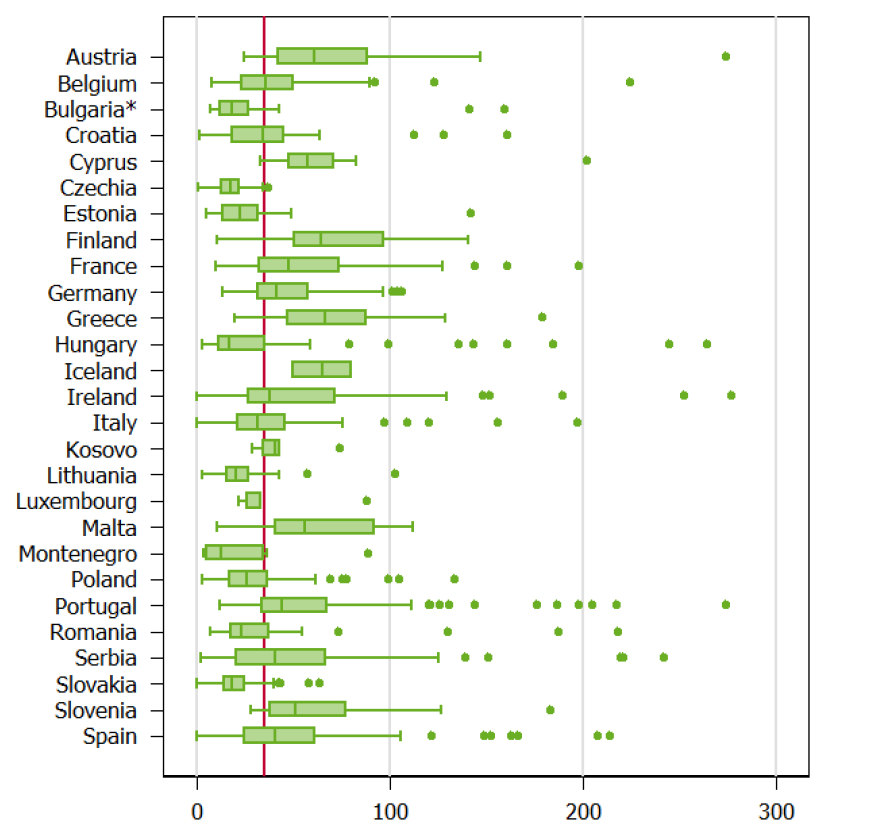 Austria
Belgium
Bulgaria*
Croatia
Cyprus
Czechia
Estonia
Finland
France
Germany
Greece
Hungary
Iceland
Ireland
Italy
Kosovo
Lithuania
Luxembourg
Malta
Montenegro
Poland
Portugal
Romania
Serbia
Slovakia
Slovenia
Spain
0 100 200 300